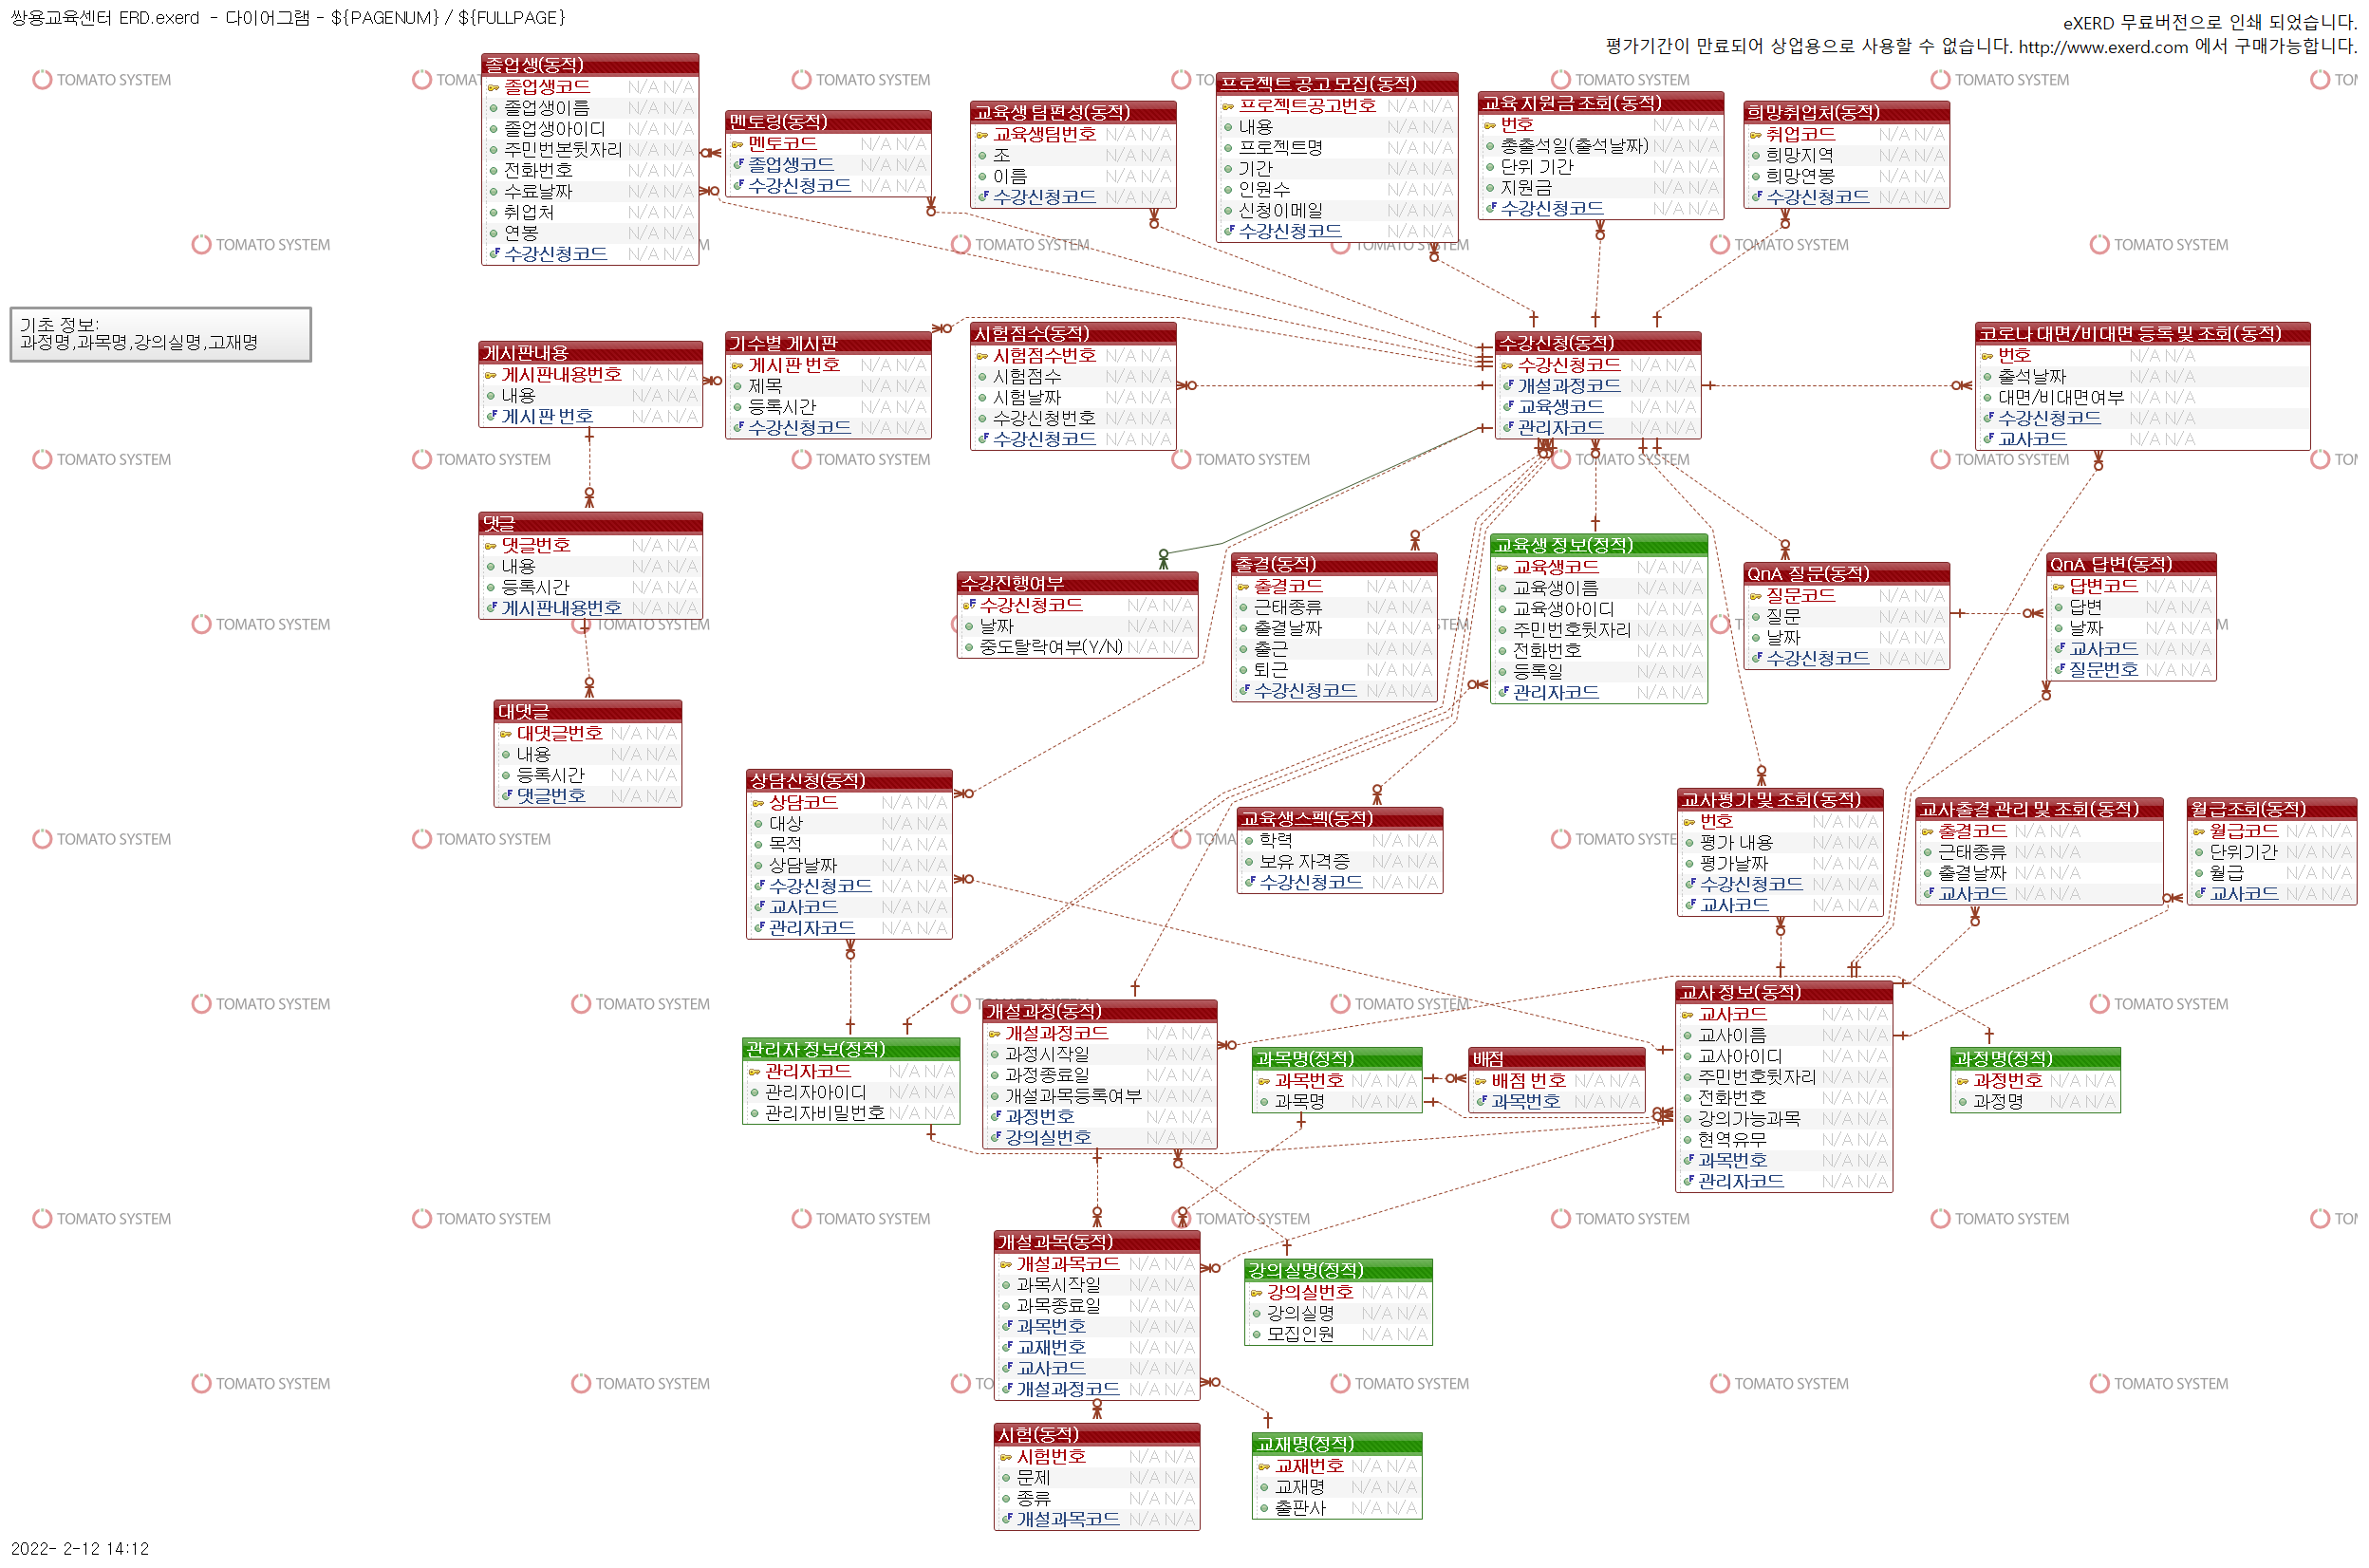 쌍용교육센터 ERD.exerd - 다이어그램 - ${PAGENUM} / ${FULLPAGE}
eXERD 무료버전으로 인쇄 되었습니다.
평가기간이 만료되어 상업용으로 사용할 수 없습니다. http://www.exerd.com 에서 구매가능합니다.
TOMATO SYSTEM
졸업생(동적)
졸업생코드 N/A N/A
졸업생이름 N/A N/A
졸업생아이디 N/A N/A
주민번본뒷자리 N/A N/A
전화번호 N/A N/A
수료날짜 N/A N/A
취업처 N/A N/A
연봉 N/A N/A
수강신청코드 N/A N/A
멘토링(동적)
멘토코드 N/A N/A
졸업생코드 N/A N/A
수강신청코드 N/A N/A
교육생 팀편성(동적)
교육생팀번호 N/A N/A
조 N/A N/A
이름 N/A N/A
수강신청코드 N/A N/A
프로젝트 공고 모집(동적)
프로젝트공고번호 N/A N/A
내용 N/A N/A
프로젝트명 N/A N/A
기간 N/A N/A
인원수 N/A N/A
신청이메일 N/A N/A
수강신청코드 N/A N/A
교육 지원금 조회(동적)
번호 N/A N/A
총출석일(출석날짜) N/A N/A
단위 기간 N/A N/A
지원금 N/A N/A
수강신청코드 N/A N/A
희망취업처(동적)
취업코드 N/A N/A
희망지역 N/A N/A
희망연봉 N/A N/A
수강신청코드 N/A N/A
기초 정보:
과정명,과목명,강의실명,교재명
게시판내용
게시판내용번호 N/A N/A
내용 N/A N/A
게시판 번호 N/A N/A
기수별 게시판
게시판 번호 N/A N/A
제목 N/A N/A
등록시간 N/A N/A
수강신청코드 N/A N/A
시험점수(동적)
시험점수번호 N/A N/A
시험점수 N/A N/A
시험날짜 N/A N/A
수강신청번호 N/A N/A
수강신청코드 N/A N/A
수강신청(동적)
수강신청코드 N/A N/A
개설과정코드 N/A N/A
교육생코드 N/A N/A
관리자코드 N/A N/A
코로나 대면/비대면 등록 및 조회(동적)
번호 N/A N/A
출석날짜 N/A N/A
대면/비대면여부 N/A N/A
수강신청코드 N/A N/A
교사코드 N/A N/A
댓글
댓글번호 N/A N/A
내용 N/A N/A
등록시간 N/A N/A
게시판내용번호 N/A N/A
수강진행여부
수강신청코드 N/A N/A
날짜 N/A N/A
중도탈락여부(Y/N) N/A N/A
출결(동적)
출결코드 N/A N/A
근태종류 N/A N/A
출결날짜 N/A N/A
출근 N/A N/A
퇴근 N/A N/A
수강신청코드 N/A N/A
교육생 정보(정적)
교육생코드 N/A N/A
교육생이름 N/A N/A
교육생아이디 N/A N/A
주민번호뒷자리 N/A N/A
전화번호 N/A N/A
등록일 N/A N/A
관리자코드 N/A N/A
QnA 질문(동적)
질문코드 N/A N/A
질문 N/A N/A
날짜 N/A N/A
수강신청코드 N/A N/A
QnA 답변(동적)
답변코드 N/A N/A
답변 N/A N/A
날짜 N/A N/A
교사코드 N/A N/A
질문번호 N/A N/A
대댓글
대댓글번호 N/A N/A
내용 N/A N/A
등록시간 N/A N/A
댓글번호 N/A N/A
상담신청(동적)
상담코드 N/A N/A
대상 N/A N/A
목적 N/A N/A
상담날짜 N/A N/A
수강신청코드 N/A N/A
교사코드 N/A N/A
관리자코드 N/A N/A
교육생스펙(동적)
학력 N/A N/A
보유 자격증 N/A N/A
수강신청코드 N/A N/A
교사평가 및 조회(동적)
번호 N/A N/A
평가 내용 N/A N/A
평가날짜 N/A N/A
수강신청코드 N/A N/A
교사코드 N/A N/A
교사출결 관리 및 조회(동적)
출결코드 N/A N/A
근태종류 N/A N/A
출결날짜 N/A N/A
교사코드 N/A N/A
월급조회(동적)
월급코드 N/A N/A
단위기간 N/A N/A
월급 N/A N/A
교사코드 N/A N/A
관리자 정보(정적)
관리자코드 N/A N/A
관리자아이디 N/A N/A
관리자비밀번호 N/A N/A
개설과정(동적)
개설과정코드 N/A N/A
과정시작일 N/A N/A
과정종료일 N/A N/A
개설과목등록여부 N/A N/A
과정번호 N/A N/A
강의실번호 N/A N/A
과목명(정적)
과목번호 N/A N/A
과목명 N/A N/A
배점
배점 번호 N/A N/A
과목번호 N/A N/A
교사 정보(동적)
교사코드 N/A N/A
교사이름 N/A N/A
교사아이디 N/A N/A
주민번호뒷자리 N/A N/A
전화번호 N/A N/A
강의가능과목 N/A N/A
현역유무 N/A N/A
과목번호 N/A N/A
관리자코드 N/A N/A
과정명(정적)
과정번호 N/A N/A
과정명 N/A N/A
개설과목(동적)
개설과목코드 N/A N/A
과목시작일 N/A N/A
과목종료일 N/A N/A
과목번호 N/A N/A
교재번호 N/A N/A
교사코드 N/A N/A
개설과정코드 N/A N/A
강의실명(정적)
강의실번호 N/A N/A
강의실명 N/A N/A
모집인원 N/A N/A
시험(동적)
시험번호 N/A N/A
문제 N/A N/A
종류 N/A N/A
개설과목코드 N/A N/A
교재명(정적)
교재번호 N/A N/A
교재명 N/A N/A
출판사 N/A N/A
2022- 2-12 14:12